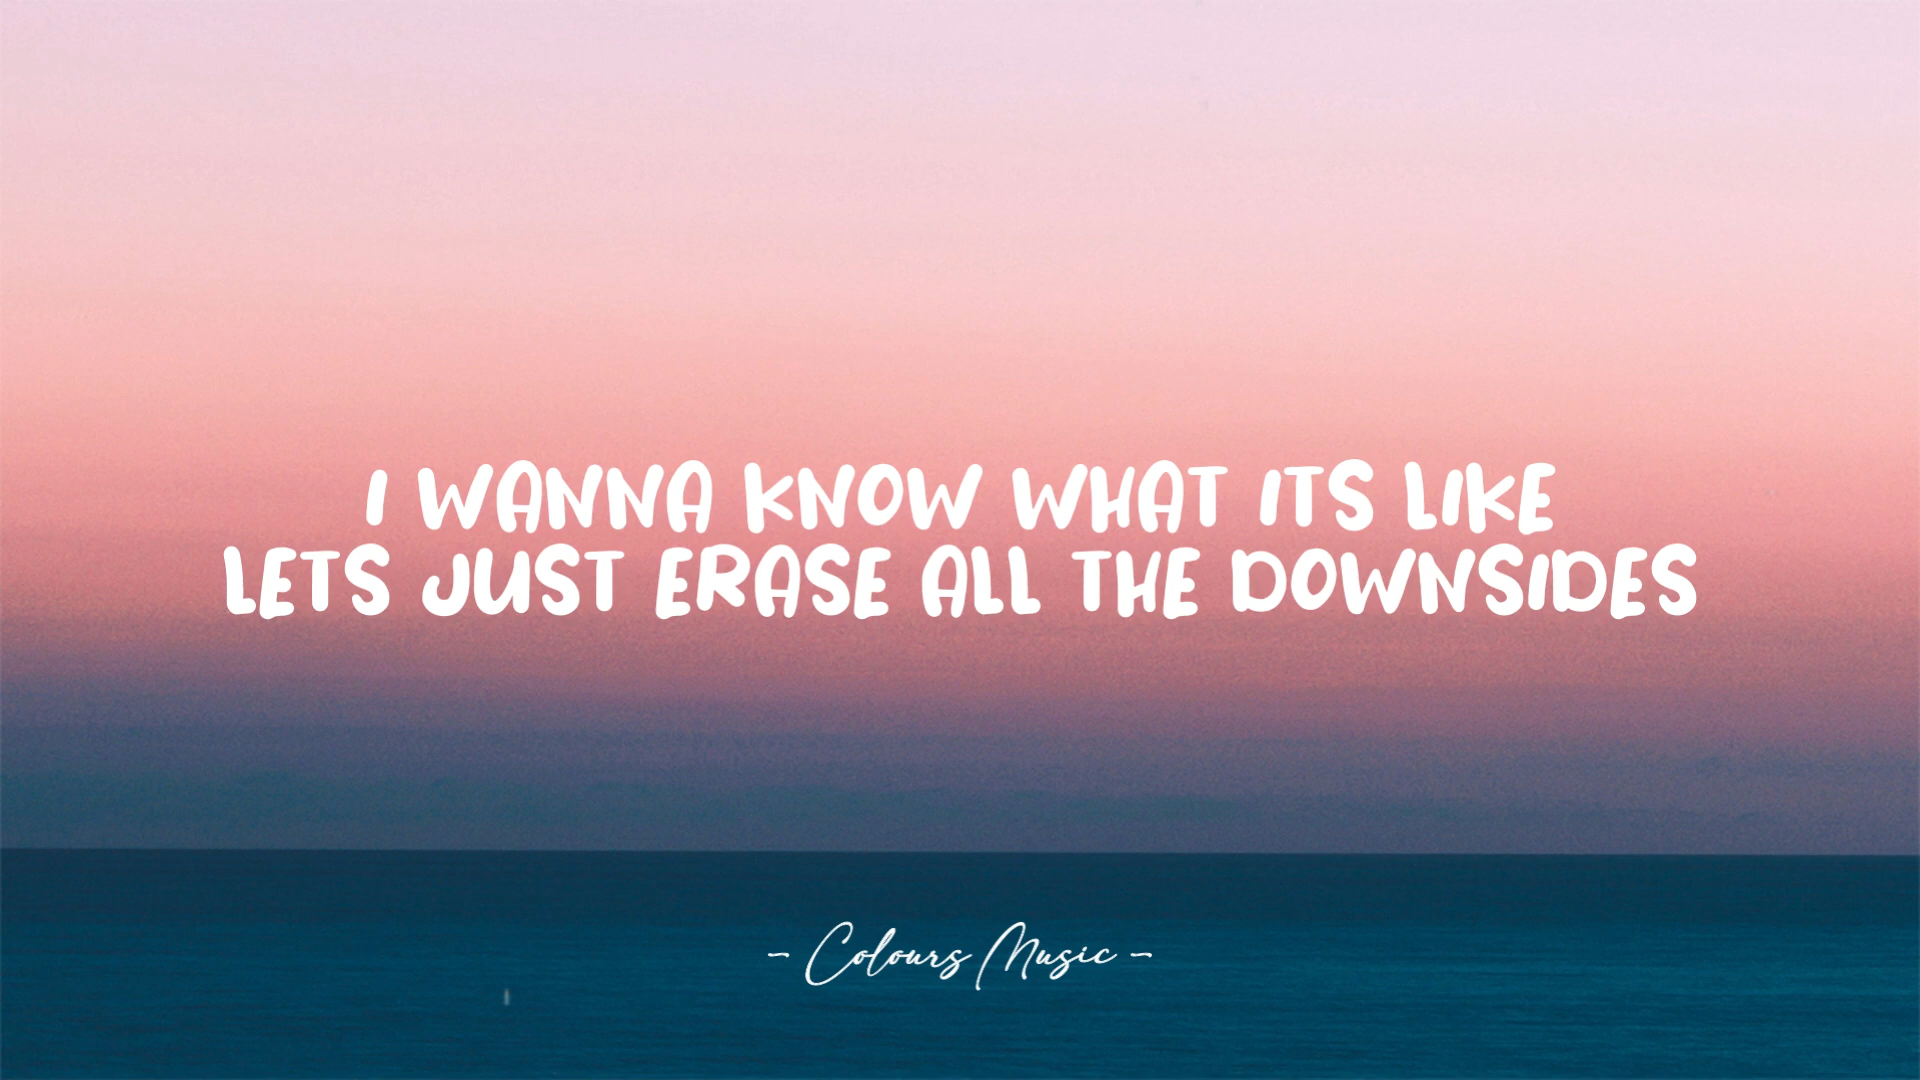 I WANNA KNOW WHAT ITS LIKE
LETS JUST ERASE ALL THE DOWNSIDES
- Colours Music -